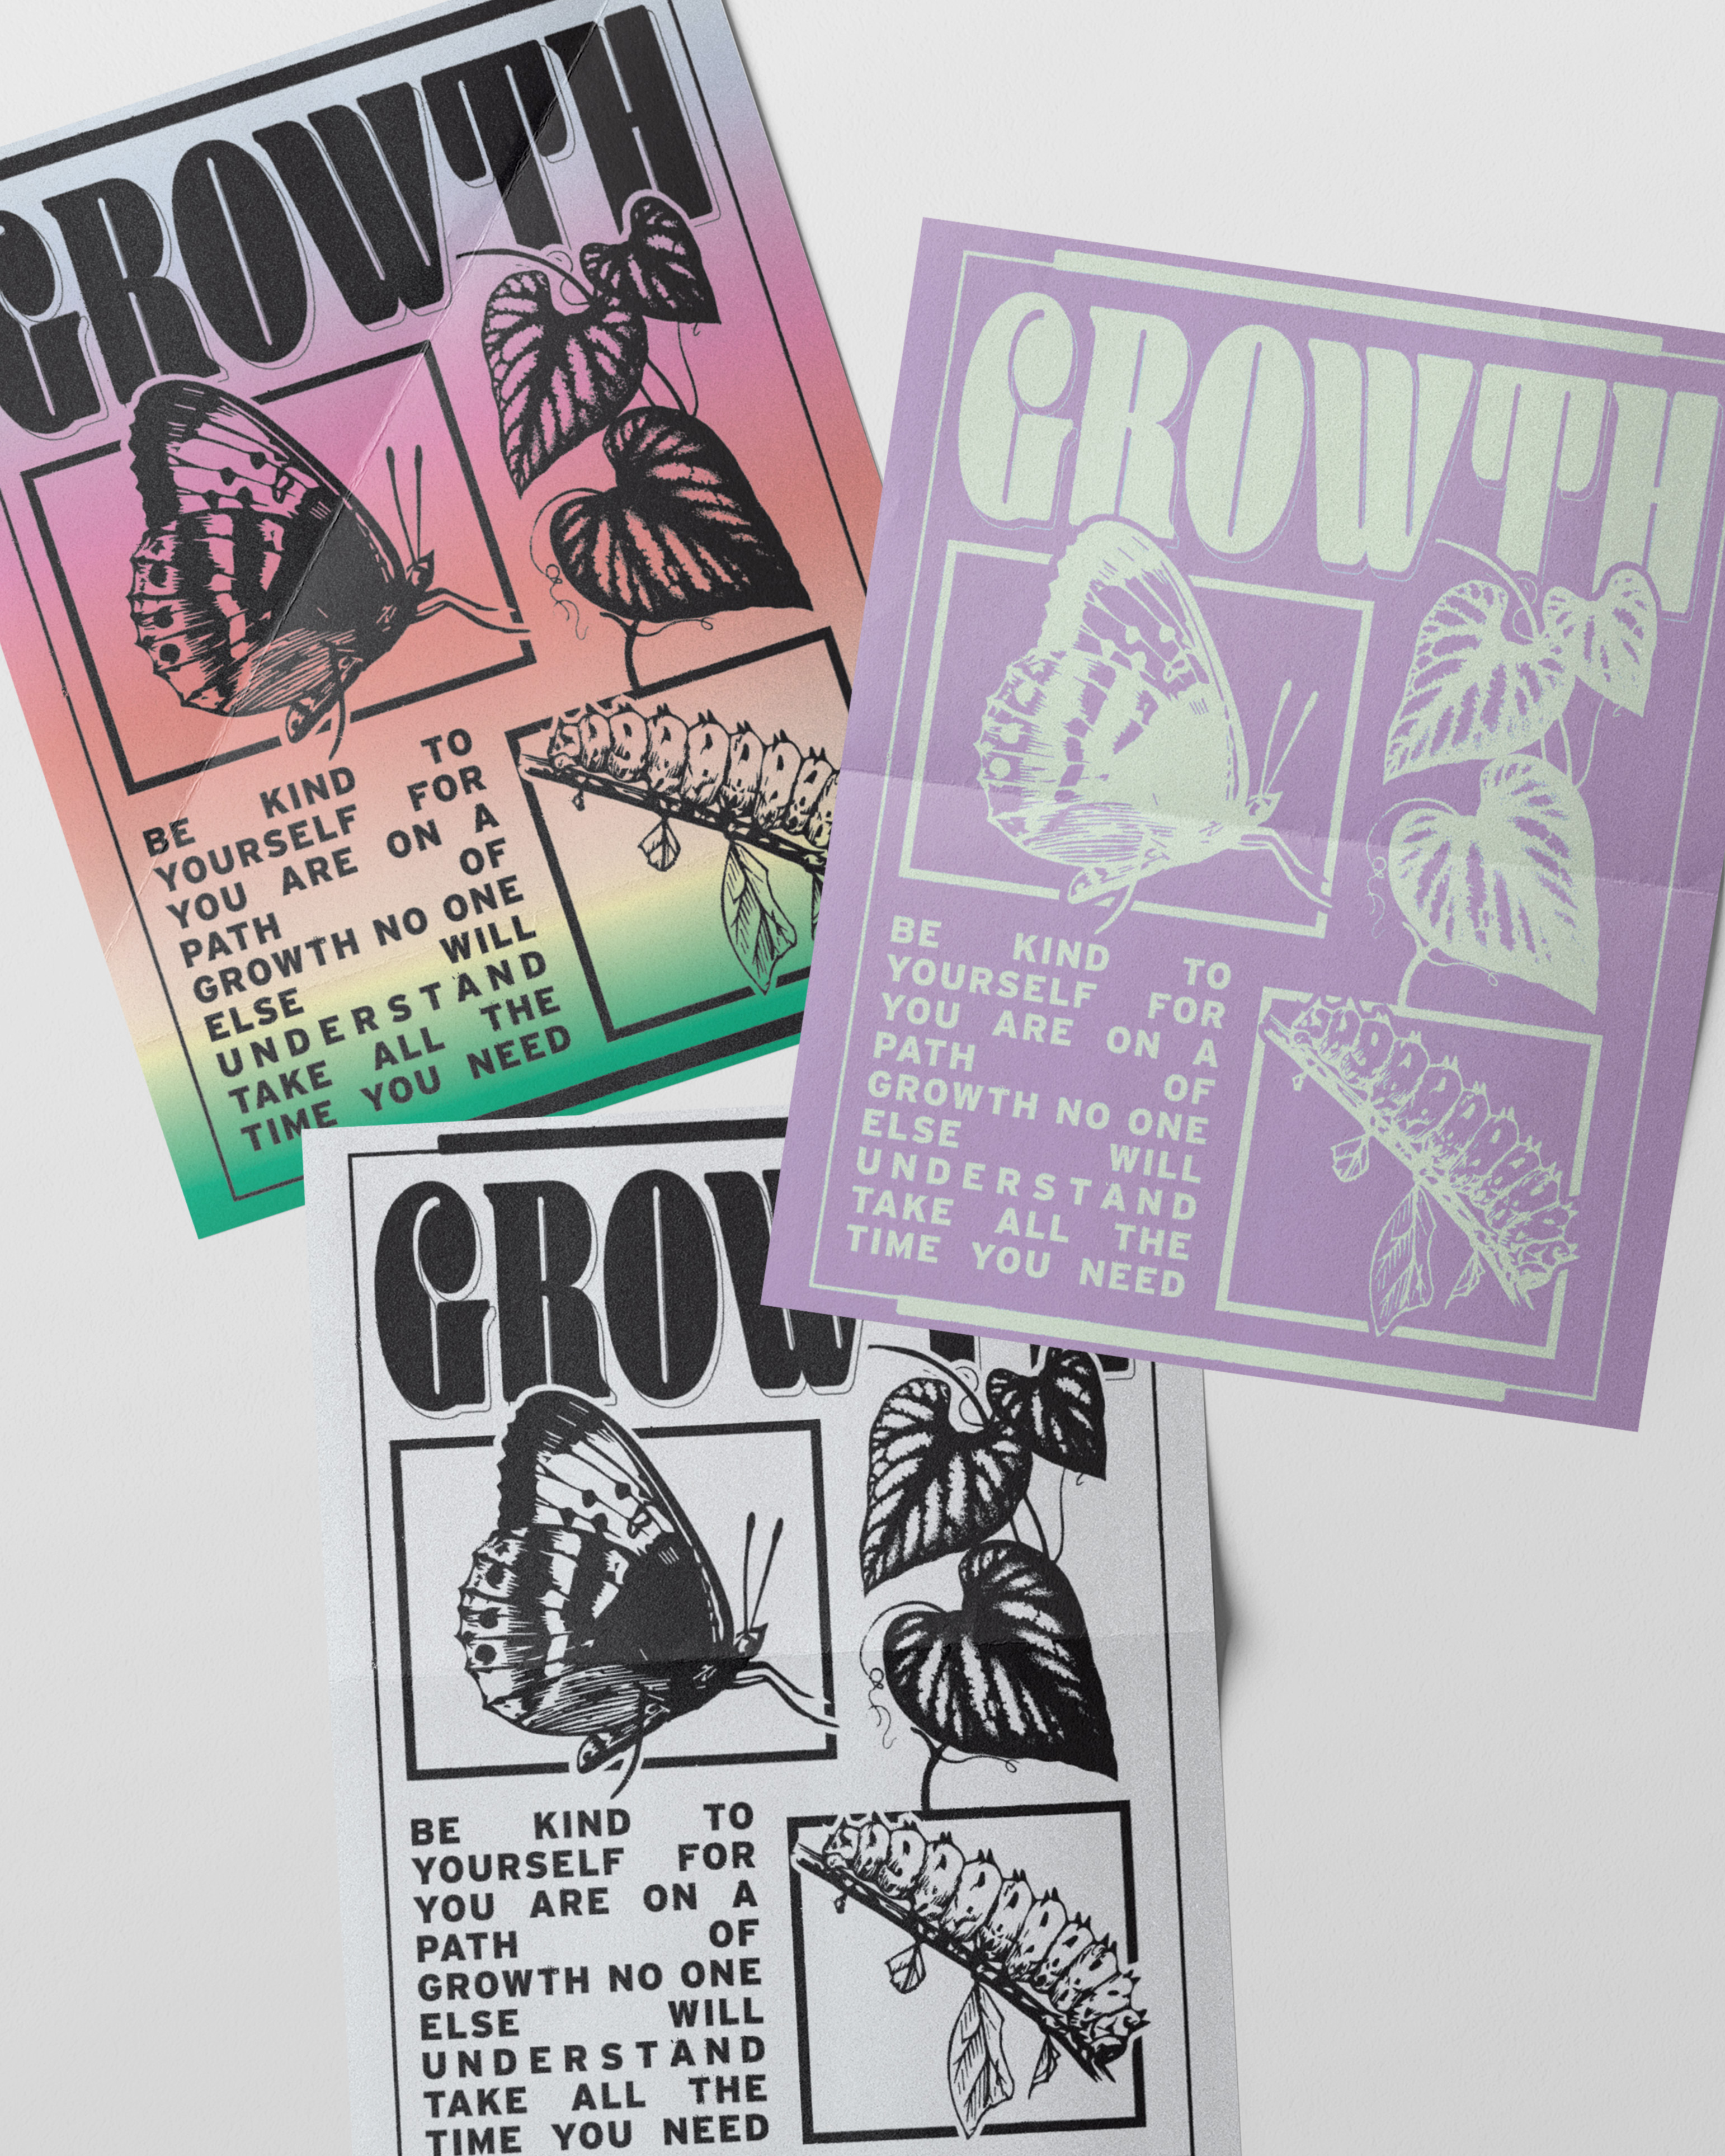 GROWTH
BE KIND TO
YOURSELF FOR
YOU ARE ON A
PATH OF
GROWTH NO ONE
ELSE WILL
UNDERSTAND
TAKE ALL THE
TIME YOU NEED
GROWTH
BE KIND TO
YOURSELF FOR
YOU ARE ON A
PATH OF
GROWTH NO ONE
ELSE WILL
UNDERSTAND
TAKE ALL THE
TIME YOU NEED
GROWTH
BE KIND TO
YOURSELF FOR
YOU ARE ON A
PATH OF
GROWTH NO ONE
ELSE WILL
UNDERSTAND
TAKE ALL THE
TIME YOU NEED